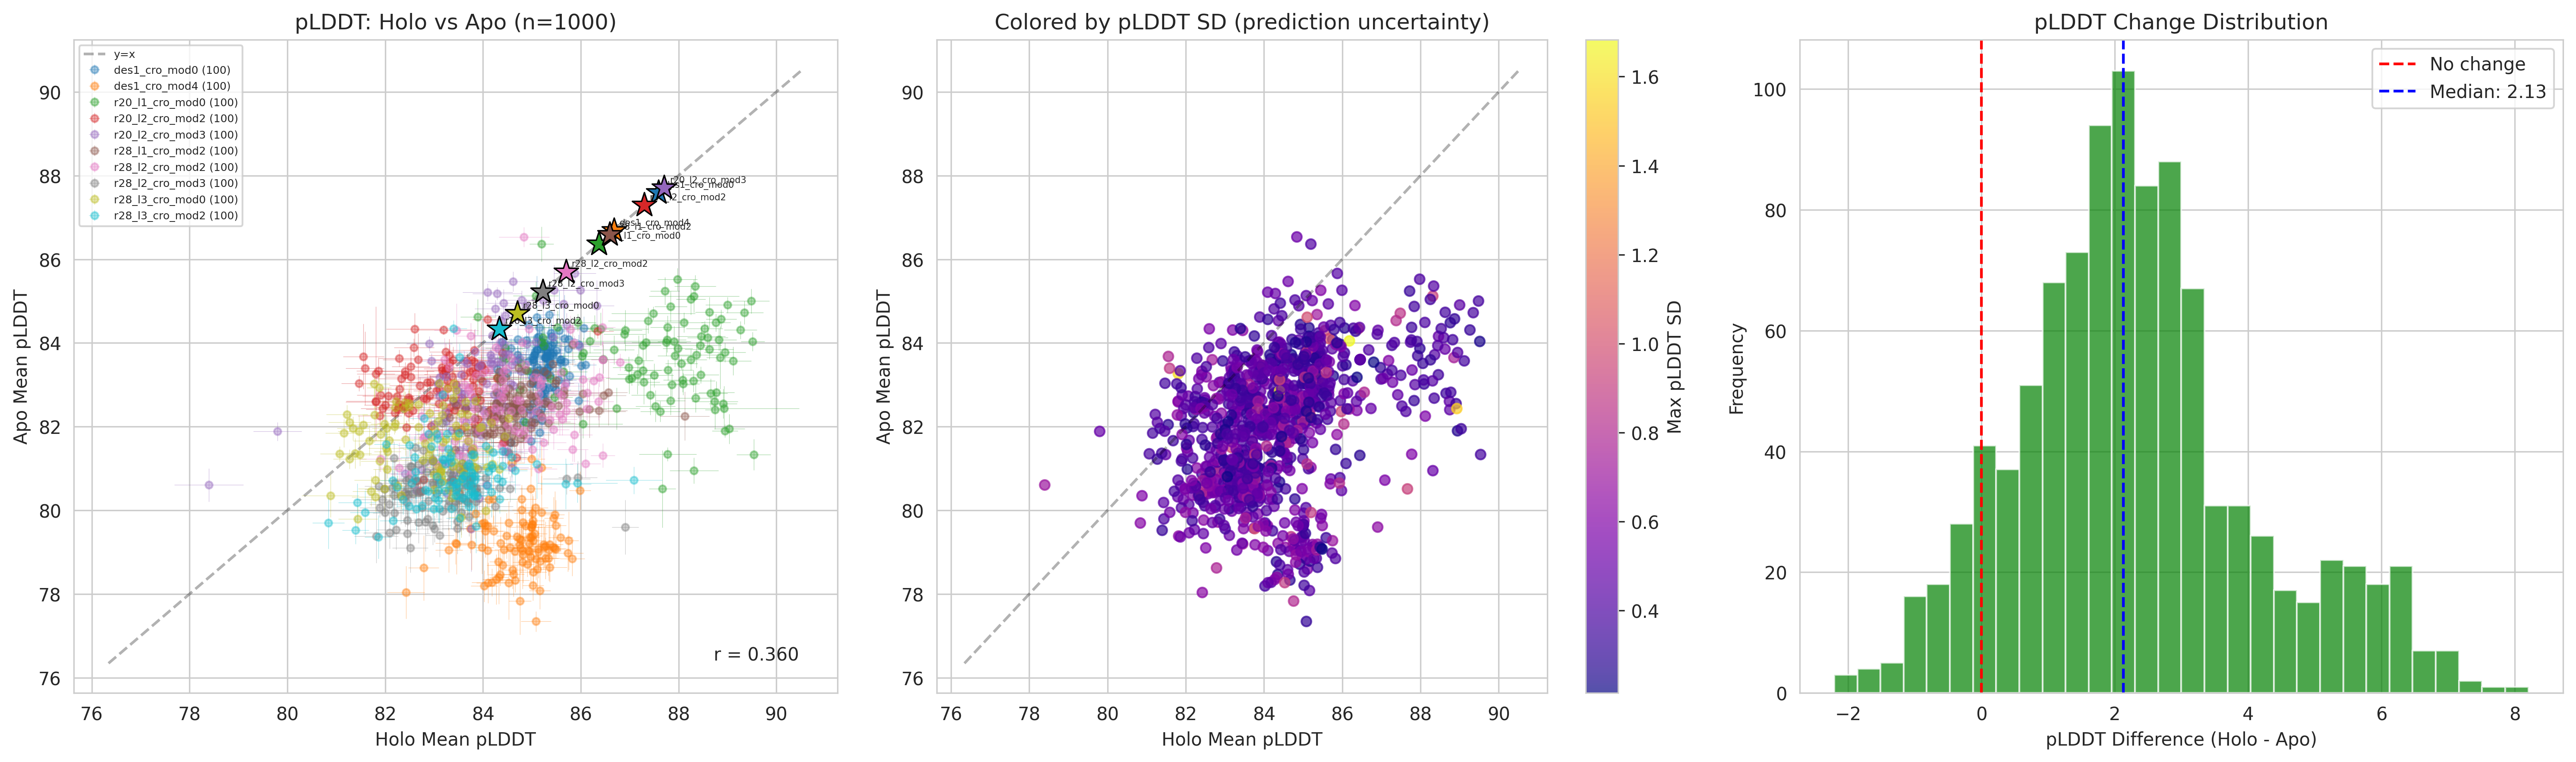 pLDDT: Holo vs Apo (n=1000)
y=x
des1_cro_mod0 (100)
des1_cro_mod4 (100)
r20_l1_cro_mod0 (100)
r20_l2_cro_mod2 (100)
r20_l2_cro_mod3 (100)
r28_l1_cro_mod2 (100)
r28_l2_cro_mod2 (100)
r28_l2_cro_mod3 (100)
r28_l3_cro_mod0 (100)
r28_l3_cro_mod2 (100)
r20_l2_cro_mod3
des1_cro_mod4
r28_l2_cro_mod2
r28_l2_cro_mod3
r28_l3_cro_mod0
r = 0.360
90
88
86
84
82
80
78
76
76 78 80 82 84 86 88 90
Apo Mean pLDDT
Holo Mean pLDDT
Colored by pLDDT SD (prediction uncertainty)
90
88
86
84
82
80
78
76
76 78 80 82 84 86 88 90
Apo Mean pLDDT
Holo Mean pLDDT
1.6
1.4
1.2
1.0
0.8
0.6
0.4
Max pLDDT SD
pLDDT Change Distribution
No change
Median: 2.13
100
80
60
40
20
0
−2 0 2 4 6 8
Frequency
pLDDT Difference (Holo - Apo)